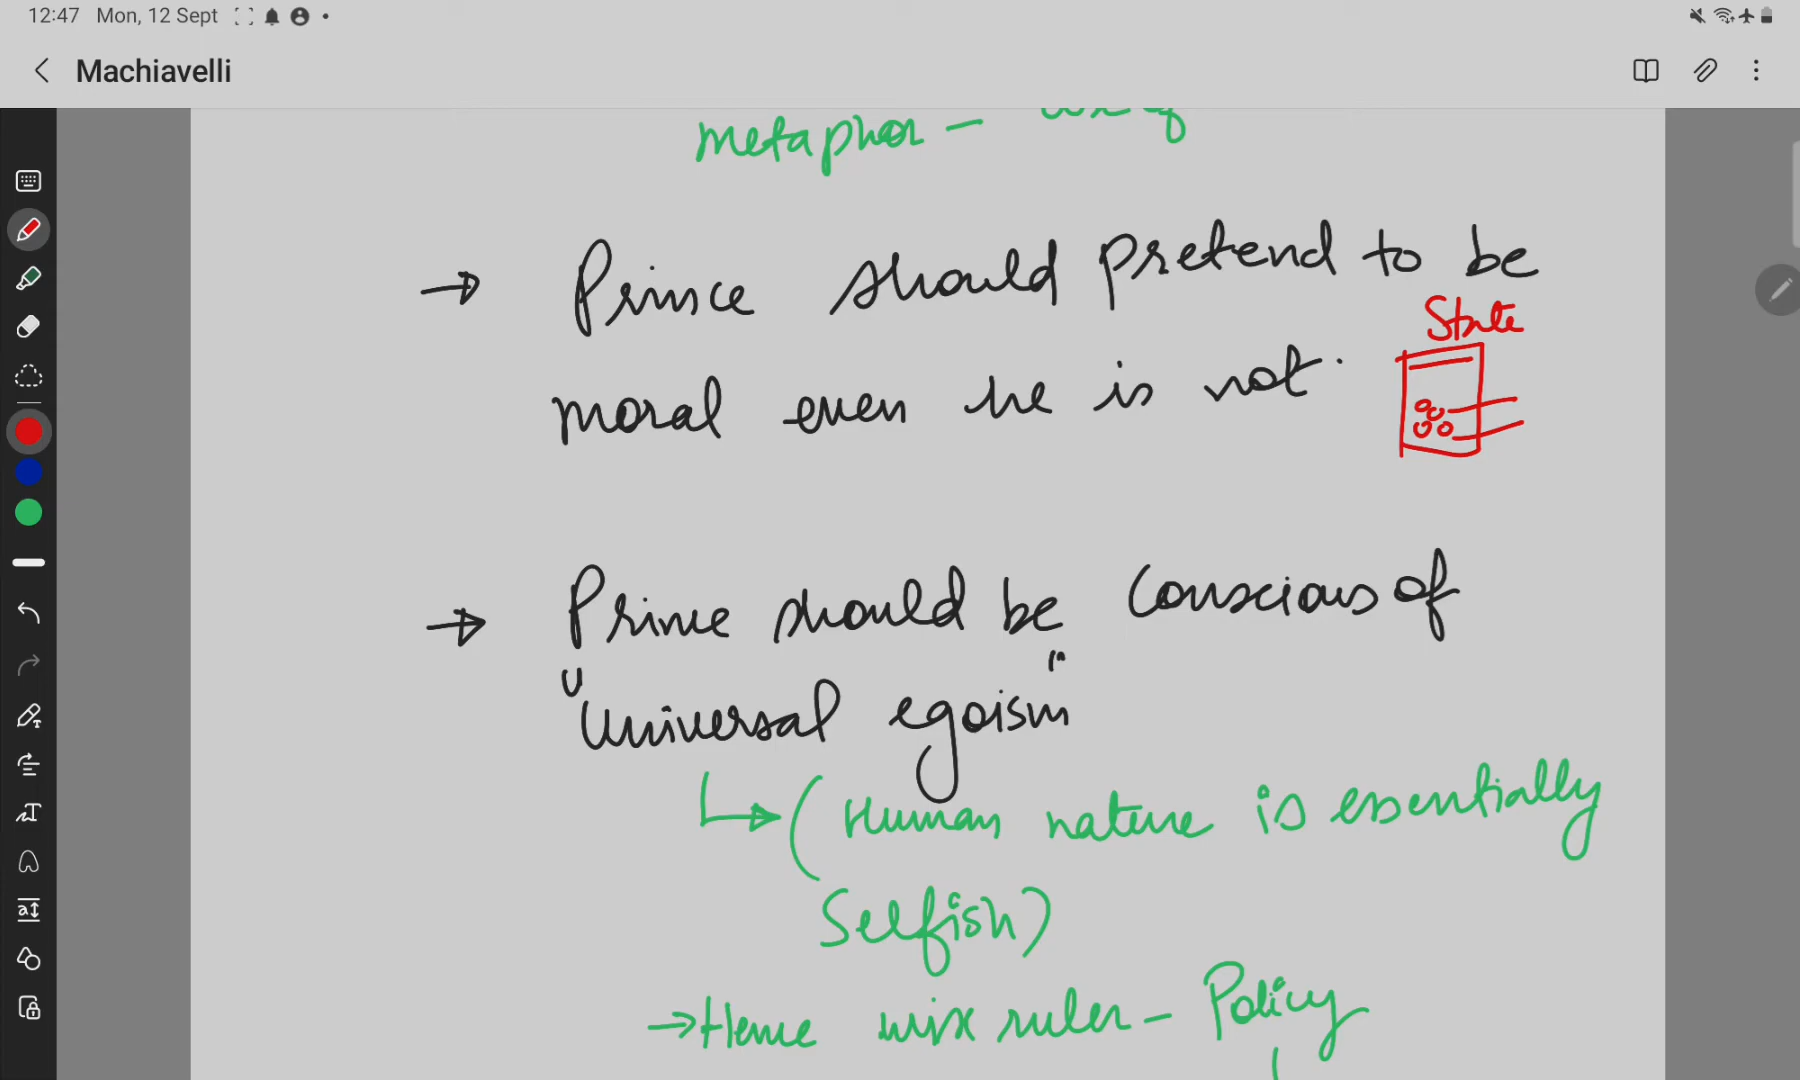 12:47 Mon, 12 Sept
Machiavelli
metaphor –
→ Prince should pretend to be
State
moral even he is not.
→ Prince should be conscious of
"Universal egoism"
↳ (Human nature is essentially
Selfish)
→ Hence wix ruler – Policy